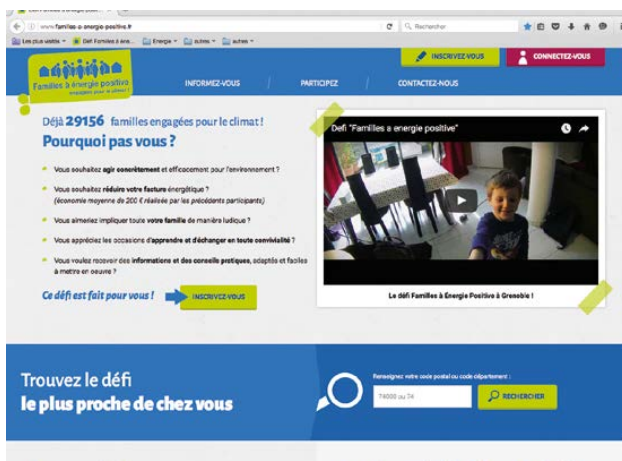 www.familles-a-energie-positive.fr
Rechercher
Les plus visités
Energie
autres
autres
INSCRIVEZ-VOUS
CONNECTEZ-VOUS
Familles à énergie positive
engagées pour le climat !
INFORMEZ-VOUS
PARTICIPEZ
CONTACTEZ-NOUS
Déjà 29156 familles engagées pour le climat !
Pourquoi pas vous ?
Vous souhaitez agir concrètement et efficacement pour l'environnement ?
Vous souhaitez réduire votre facture énergétique ?
(économie moyenne de 200 € réalisée par les précédents participants)
Vous aimeriez impliquer toute votre famille de manière ludique ?
Vous appréciez les occasions d'apprendre et d'échanger en toute convivialité ?
Vous voulez recevoir des informations et des conseils pratiques, adaptés et faciles
à mettre en oeuvre ?
Ce défi est fait pour vous !
INSCRIVEZ-VOUS
Defi "Familles a energie positive"
Le défi Familles à Énergie Positive à Grenoble !
Trouvez le défi
le plus proche de chez vous
Renseignez votre code postal ou code département :
74000 ou 74
RECHERCHER